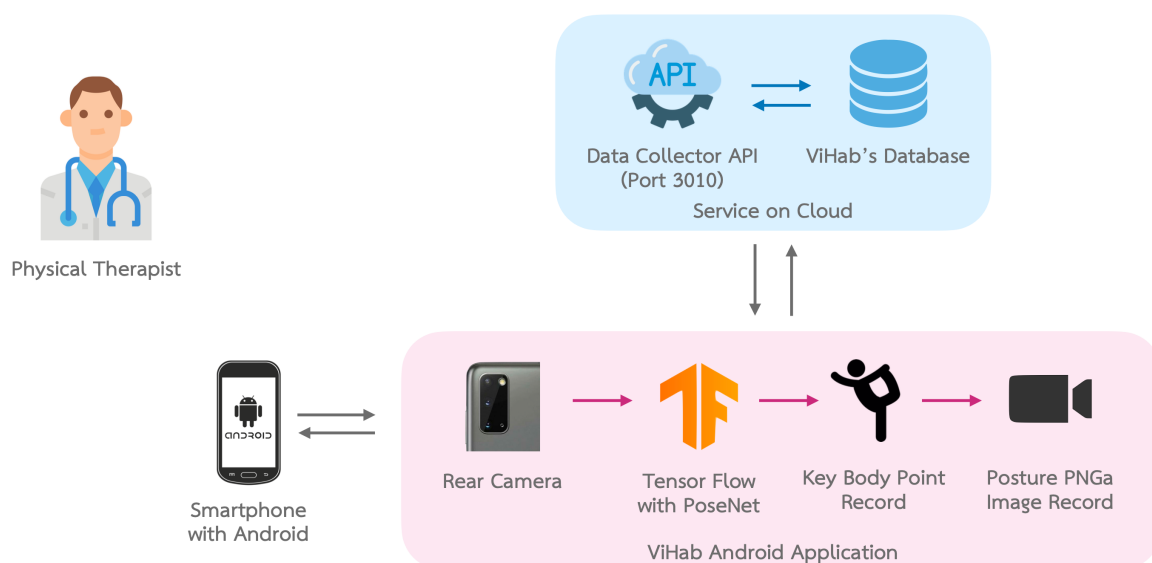 API
Data Collector API
(Port 3010)
ViHab's Database
Service on Cloud
Physical Therapist
ANDROID
Smartphone
with Android
Rear Camera
Tensor Flow
with PoseNet
Key Body Point
Record
Posture PNGa
Image Record
ViHab Android Application